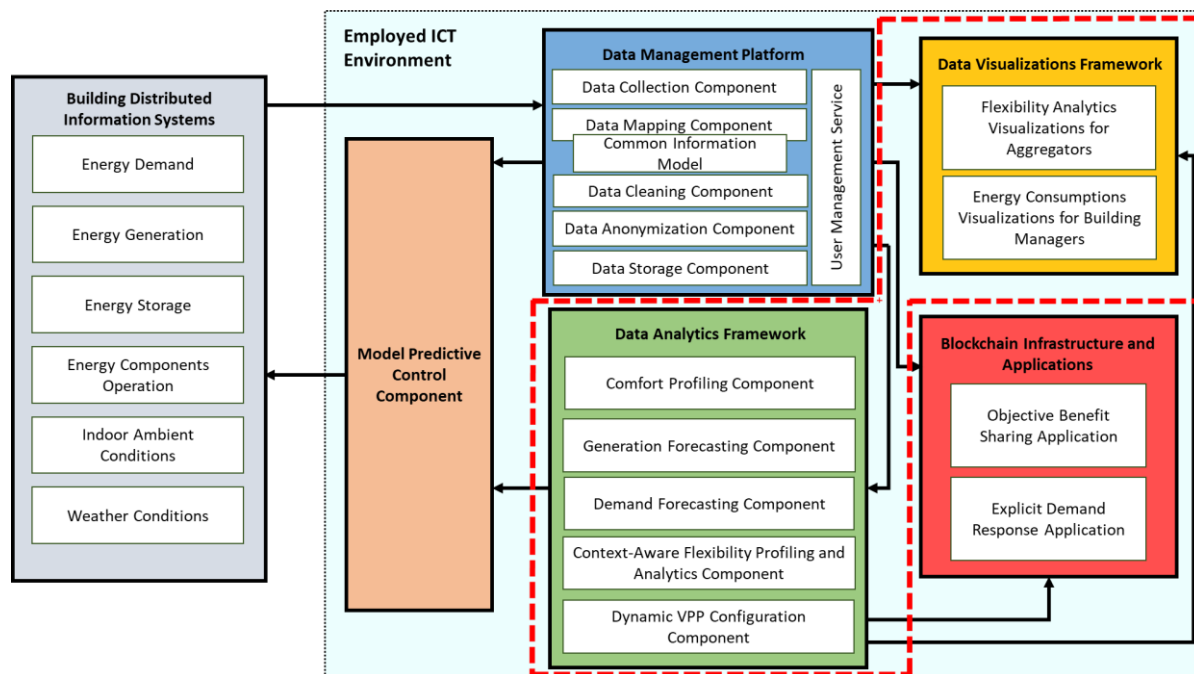 Employed ICT
Environment
Building Distributed
Information Systems
Energy Demand
Energy Generation
Energy Storage
Energy Components
Operation
Indoor Ambient
Conditions
Weather Conditions
Model Predictive
Control
Component
Data Management Platform
Data Collection Component
Data Mapping Component
Common Information
Model
Data Cleaning Component
Data Anonymization Component
Data Storage Component
User Management Service
Data Analytics Framework
Comfort Profiling Component
Generation Forecasting Component
Demand Forecasting Component
Context-Aware Flexibility Profiling and
Analytics Component
Dynamic VPP Configuration
Component
Data Visualizations Framework
Flexibility Analytics
Visualizations for
Aggregators
Energy Consumptions
Visualizations for Building
Managers
Blockchain Infrastructure and
Applications
Objective Benefit
Sharing Application
Explicit Demand
Response Application